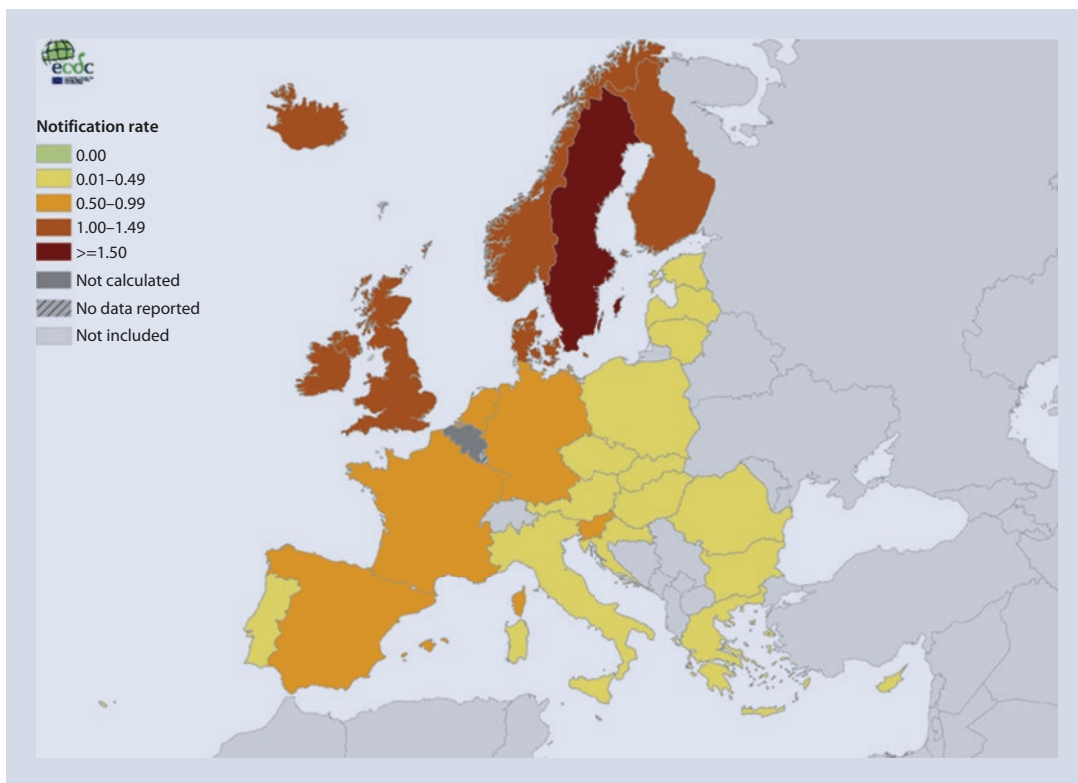 ecdc
Notification rate
0.00
0.01–0.49
0.50–0.99
1.00–1.49
>=1.50
Not calculated
No data reported
Not included